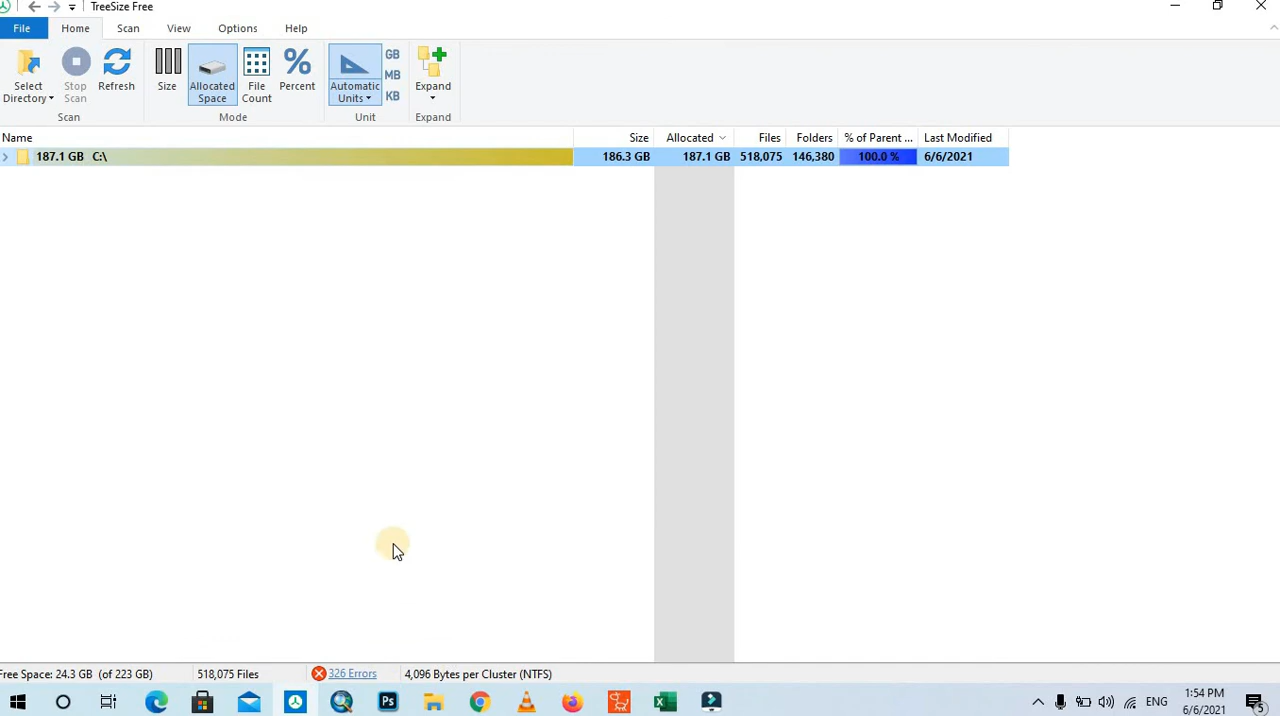 TreeSize Free
File Home Scan View Options Help
Select Directory Stop Scan Refresh Size Allocated Space File Count Percent Automatic Units GB MB KB Expand
Scan Mode Unit Expand
Name Size Allocated Files Folders % of Parent ... Last Modified
187.1 GB C:\ 186.3 GB 187.1 GB 518,075 146,380 100.0 % 6/6/2021
Free Space: 24.3 GB (of 223 GB) 518,075 Files 326 Errors 4,096 Bytes per Cluster (NTFS)
Ps ENG 1:54 PM
6/6/2021 5